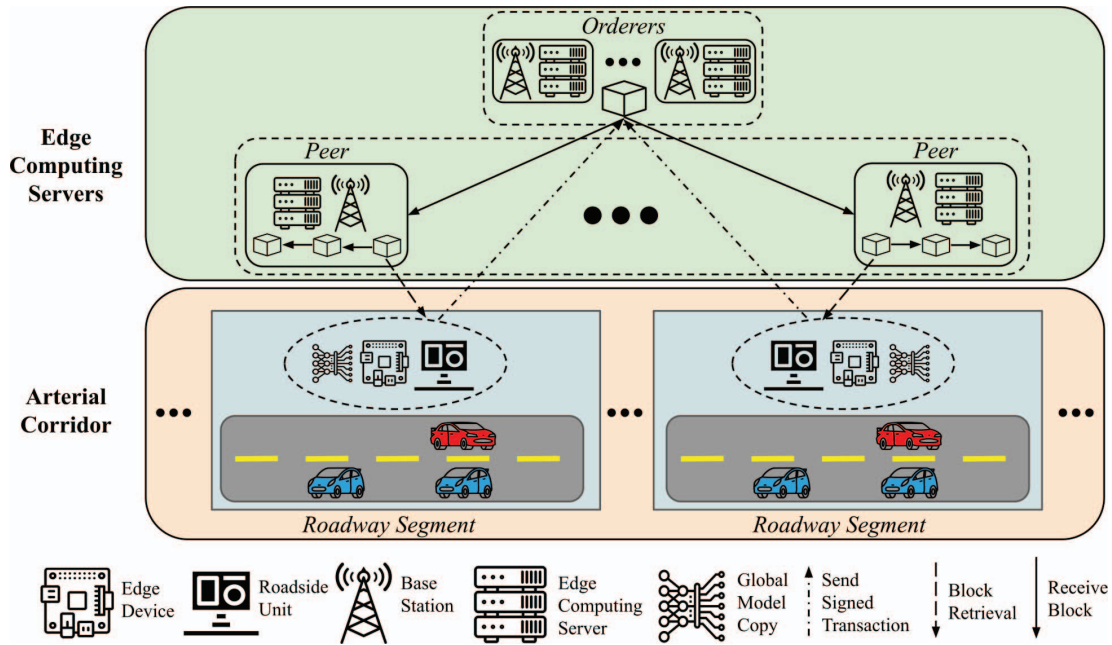 Orderers
Edge
Computing
Servers
Peer
Peer
Arterial
Corridor
Roadway Segment
Roadway Segment
Edge
Device
Roadside
Unit
Base
Station
Edge
Computing
Server
Global
Model
Copy
Send
Signed
Transaction
Block
Retrieval
Receive
Block